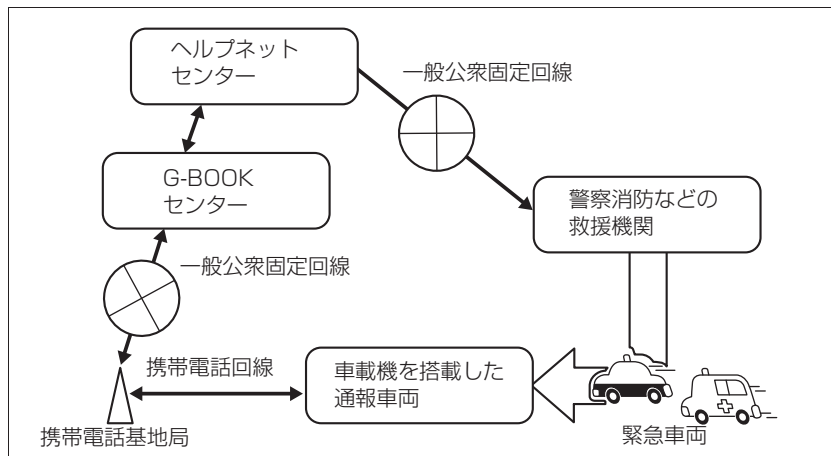 ヘルプネット
センター
一般公衆固定回線
G-BOOK
センター
警察消防などの
救援機関
一般公衆固定回線
携帯電話回線
車載機を搭載した
通報車両
携帯電話基地局
緊急車両